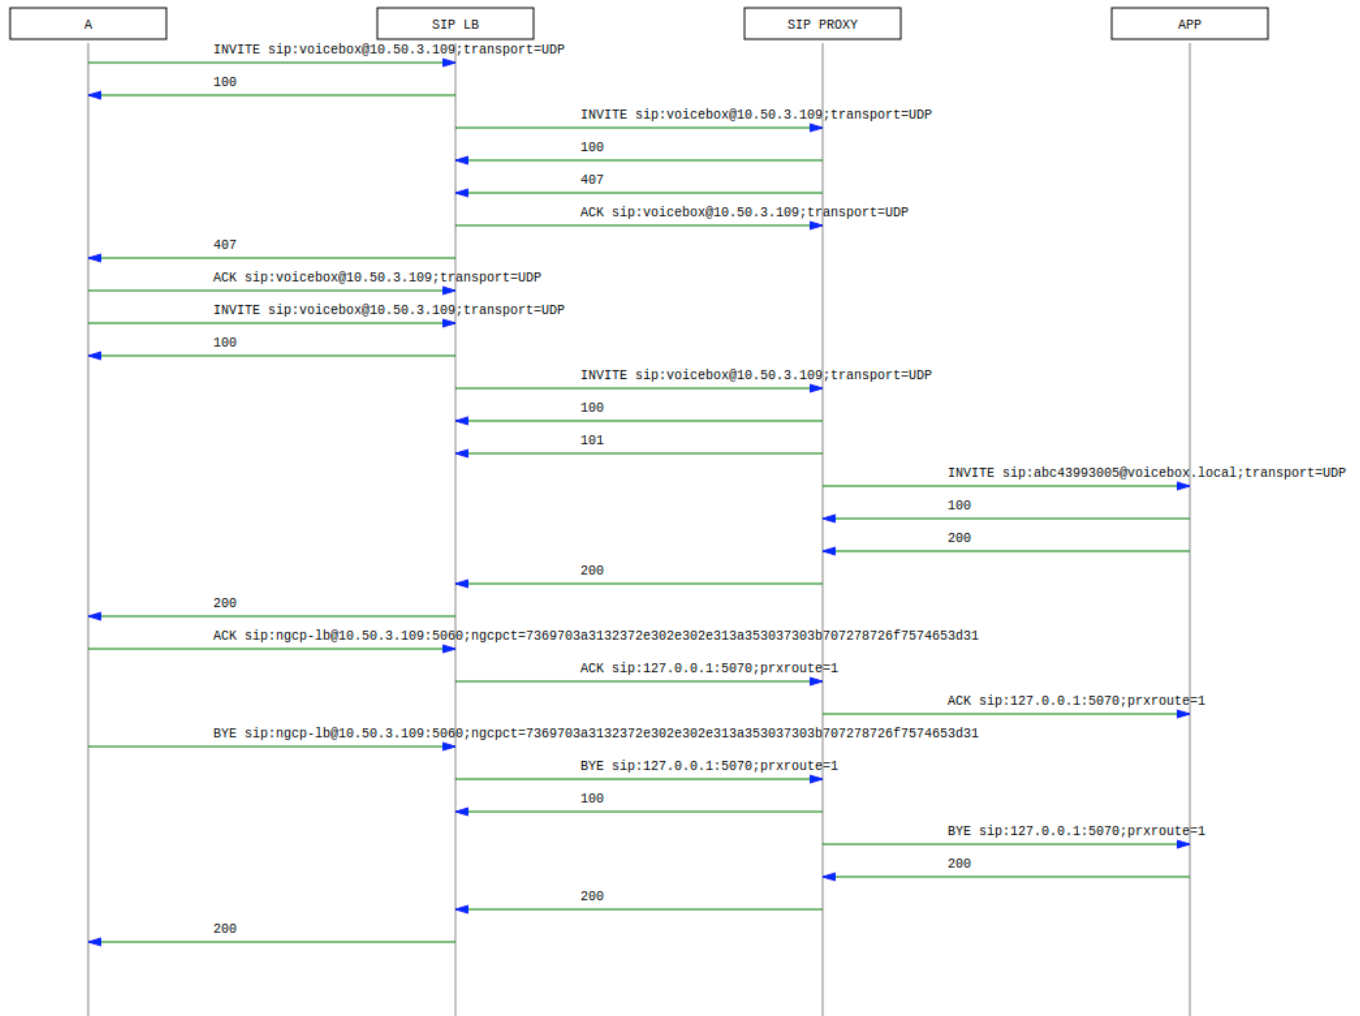 A
SIP LB
SIP PROXY
APP
INVITE sip:voicebox@10.50.3.109;transport=UDP
100
INVITE sip:voicebox@10.50.3.109;transport=UDP
100
407
ACK sip:voicebox@10.50.3.109;transport=UDP
407
ACK sip:voicebox@10.50.3.109;transport=UDP
INVITE sip:voicebox@10.50.3.109;transport=UDP
100
INVITE sip:voicebox@10.50.3.109;transport=UDP
100
101
INVITE sip:abc43993005@voicebox.local;transport=UDP
100
200
200
200
ACK sip:ngcp-lb@10.50.3.109:5060;ngcpct=7369703a3132372e302e302e313a353037303b707278726f7574653d31
ACK sip:127.0.0.1:5070;prxroute=1
ACK sip:127.0.0.1:5070;prxroute=1
BYE sip:ngcp-lb@10.50.3.109:5060;ngcpct=7369703a3132372e302e302e313a353037303b707278726f7574653d31
BYE sip:127.0.0.1:5070;prxroute=1
100
BYE sip:127.0.0.1:5070;prxroute=1
200
200
200